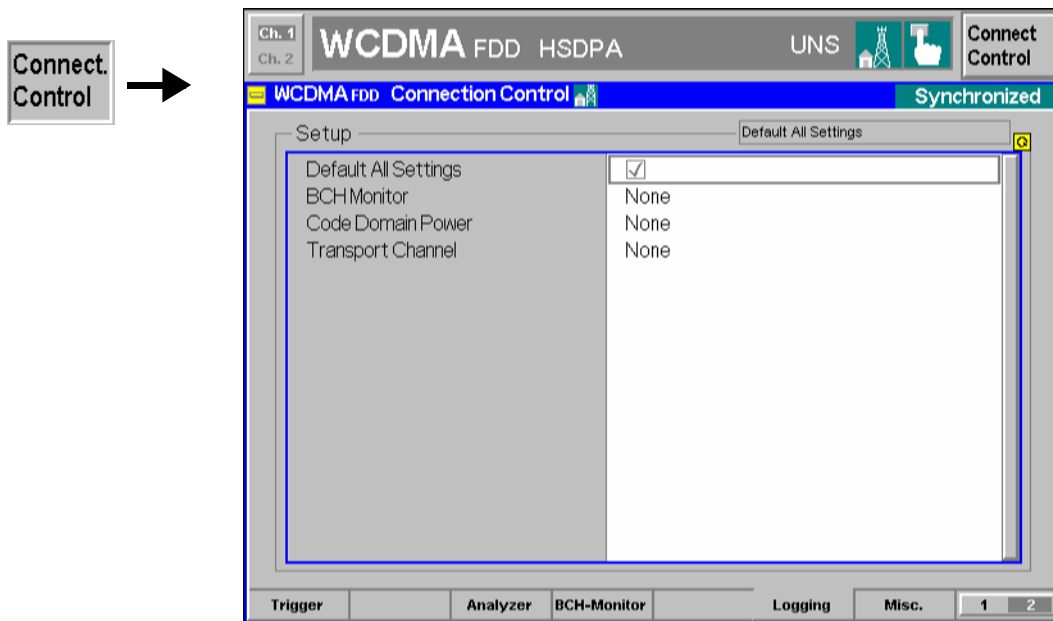 Connect.
Control
Ch. 1
Ch. 2
WCDMA FDD HSDPA
UNS
Connect
Control
WCDMA FDD Connection Control
Synchronized
Setup
Default All Settings
Default All Settings
BCH Monitor None
Code Domain Power None
Transport Channel None
Trigger Analyzer BCH-Monitor Logging Misc. 1 2